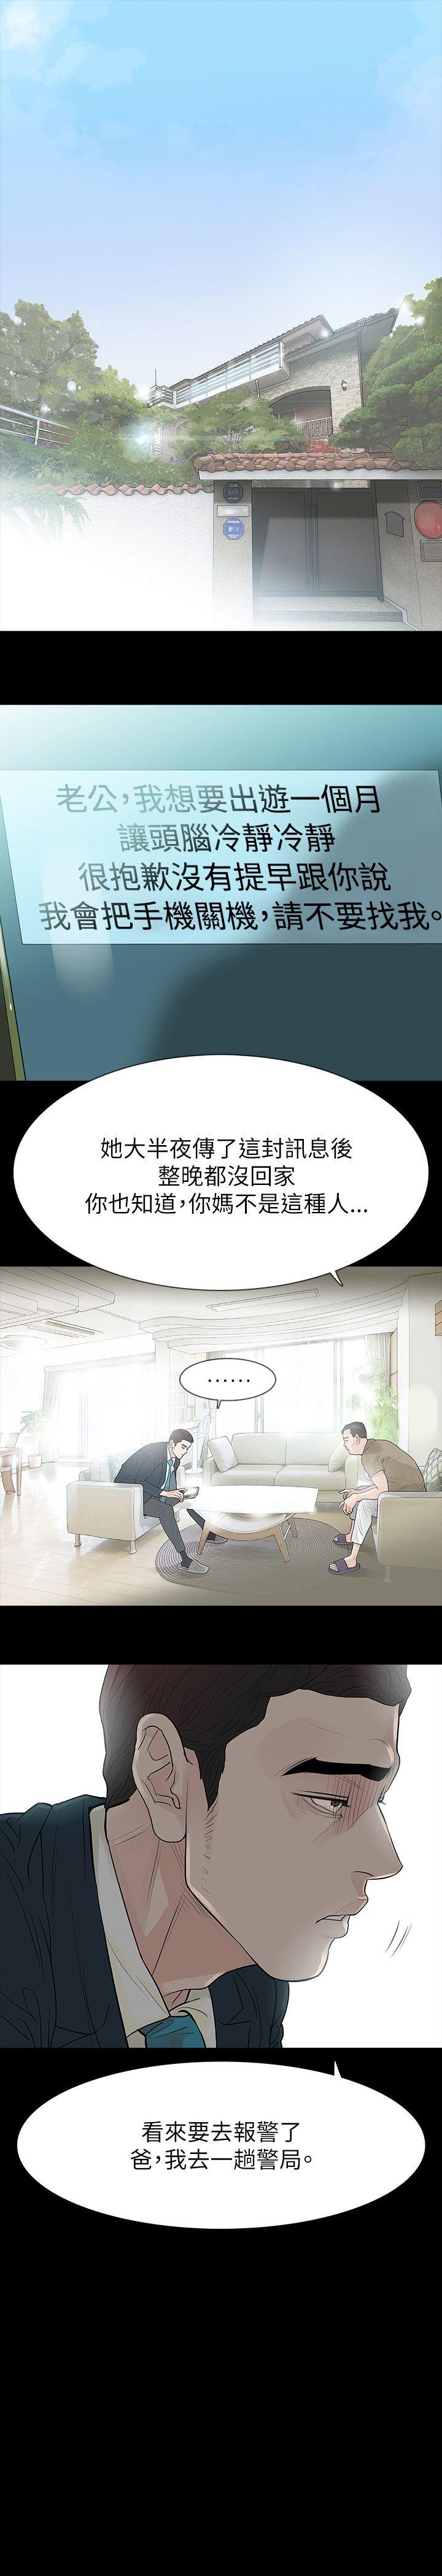 老公，我想要出遊一個月
讓頭腦冷靜冷靜
很抱歉沒有提早跟你說
我會把手機關機，請不要找我。
她大半夜傳了這封訊息後
整晚都沒回家
你也知道，你媽不是這種人...
......
看來要去報警了
爸，我去一趟警局。